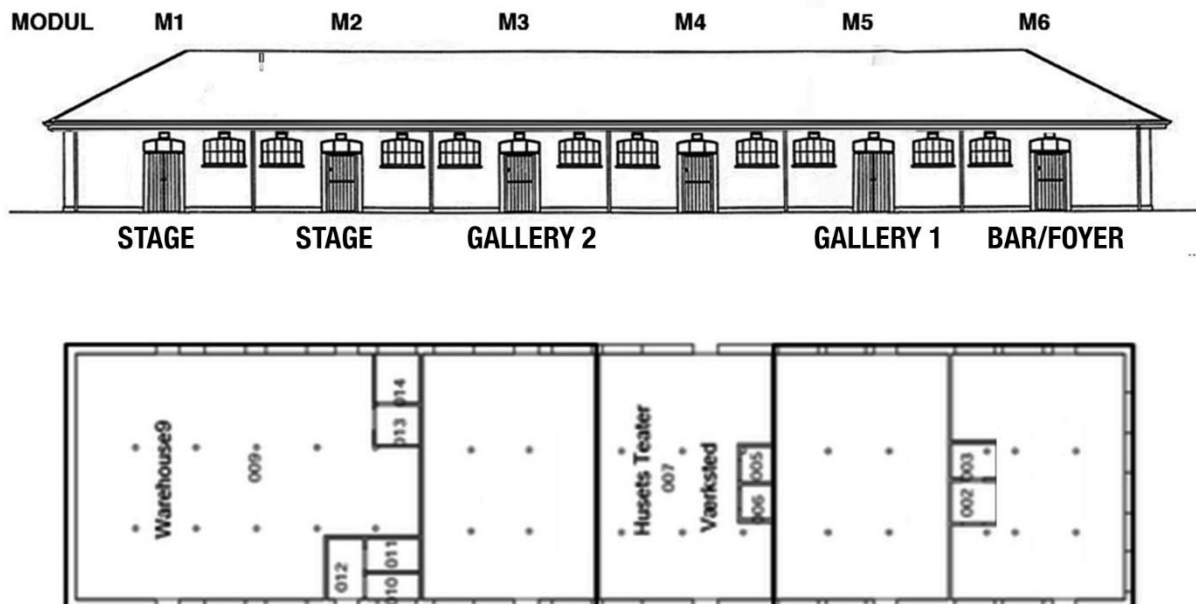 MODUL M1 M2 M3 M4 M5 M6
STAGE STAGE GALLERY 2 GALLERY 1 BAR/FOYER
Warehouse9
009
014
013
012
011
010
Husets Teater
007
Værksted
005
006
003
002